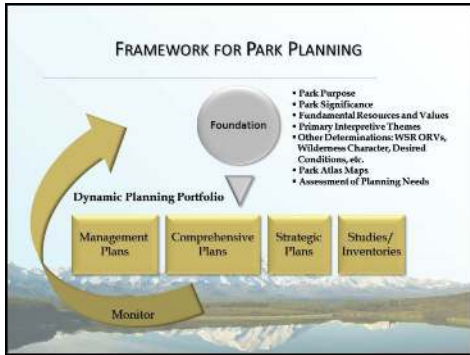 FRAMEWORK FOR PARK PLANNING
Foundation
• Park Purpose
• Park Significance
• Fundamental Resources and Values
• Primary Interpretive Themes
• Other Determinations: WSR ORVs,
Wilderness Character, Desired
Conditions, etc.
• Park Atlas Maps
• Assessment of Planning Needs
Dynamic Planning Portfolio
Management
Plans
Comprehensive
Plans
Strategic
Plans
Studies/
Inventories
Monitor